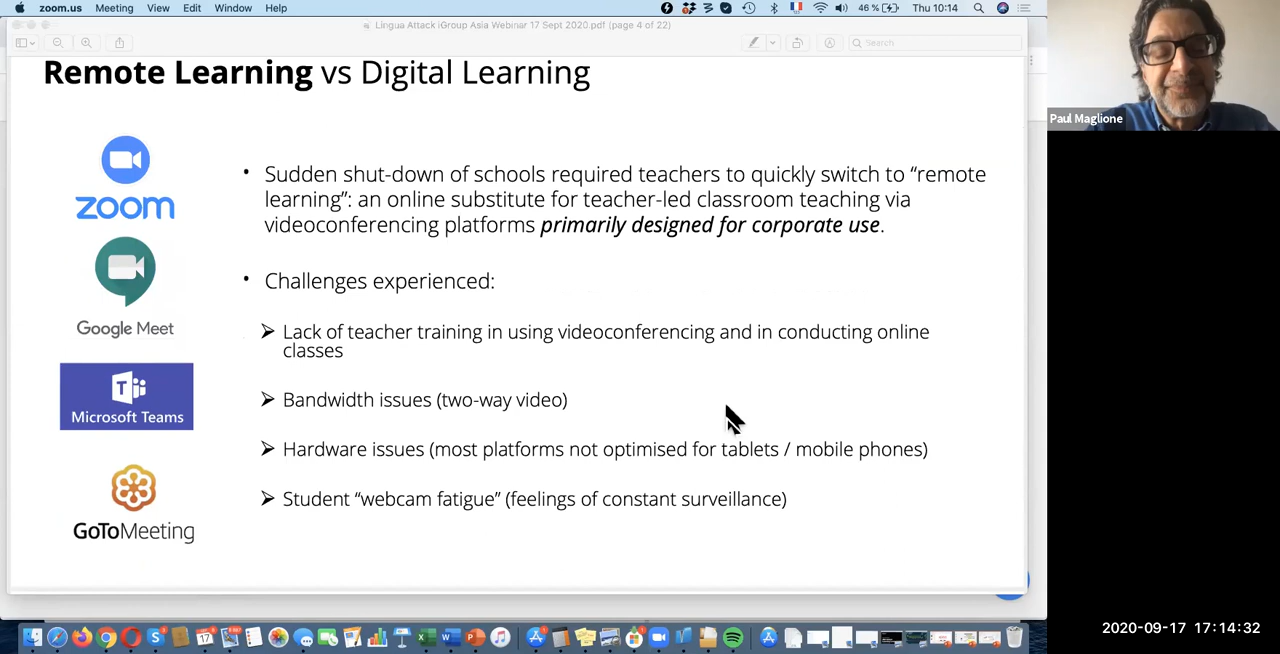 zoom.us Meeting View Edit Window Help 46 % Thu 10:14
Lingua Attack iGroup Asia Webinar 17 Sept 2020.pdf (page 4 of 22)
Search
Remote Learning vs Digital Learning
zoom
Google Meet
Microsoft Teams
GoToMeeting
• Sudden shut-down of schools required teachers to quickly switch to “remote
learning”: an online substitute for teacher-led classroom teaching via
videoconferencing platforms primarily designed for corporate use.
• Challenges experienced:
➢ Lack of teacher training in using videoconferencing and in conducting online
classes
➢ Bandwidth issues (two-way video)
➢ Hardware issues (most platforms not optimised for tablets / mobile phones)
➢ Student “webcam fatigue” (feelings of constant surveillance)
Paul Maglione
2020-09-17 17:14:32